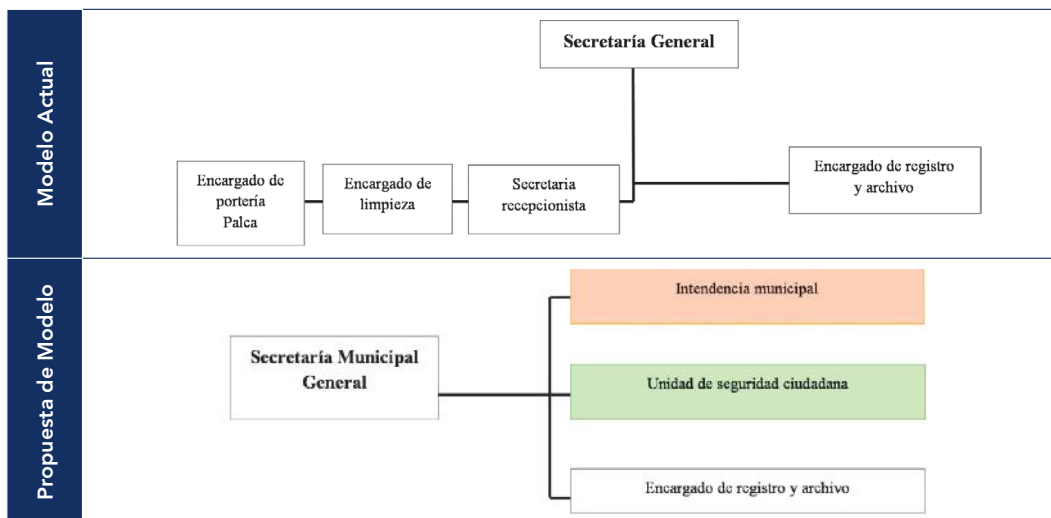 Modelo Actual
Secretaría General
Encargado de
portería
Palca
Encargado de
limpieza
Secretaria
recepcionista
Encargado de registro
y archivo
Propuesta de Modelo
Secretaría Municipal
General
Intendencia municipal
Unidad de seguridad ciudadana
Encargado de registro y archivo